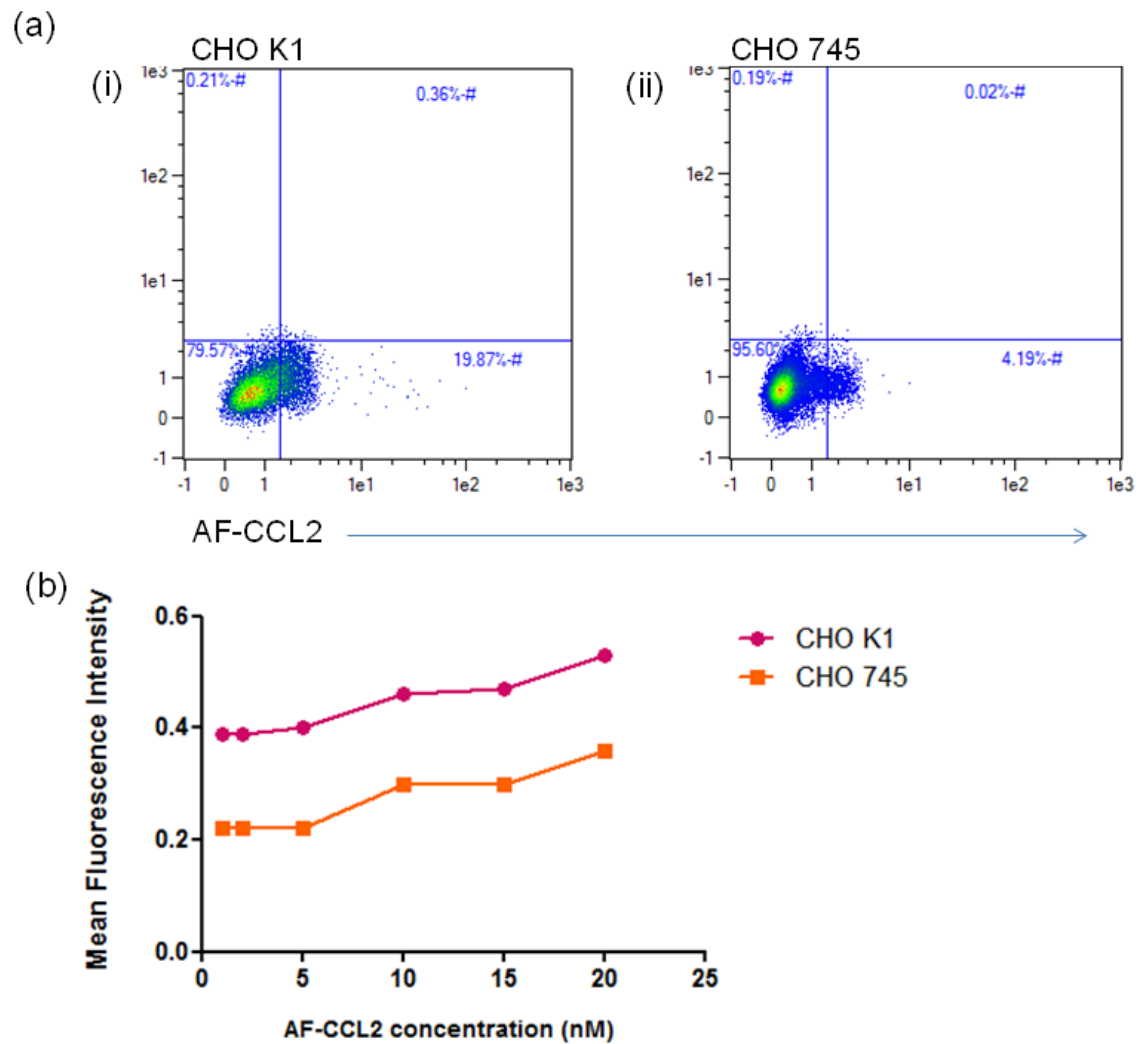 (a)
CHO K1
CHO 745
(i)
(ii)
1e3
0.21%-#
0.36%-#
1e2
1e1
79.57%
19.87%-#
1
0
-1
-1 0 1 1e1 1e2 1e3
1e3
0.19%-#
0.02%-#
1e2
1e1
95.60%
4.19%-#
1
0
-1
-1 0 1 1e1 1e2 1e3
AF-CCL2
(b)
Mean Fluorescence Intensity
0.6
0.4
0.2
0.0
0 5 10 15 20 25
AF-CCL2 concentration (nM)
CHO K1
CHO 745